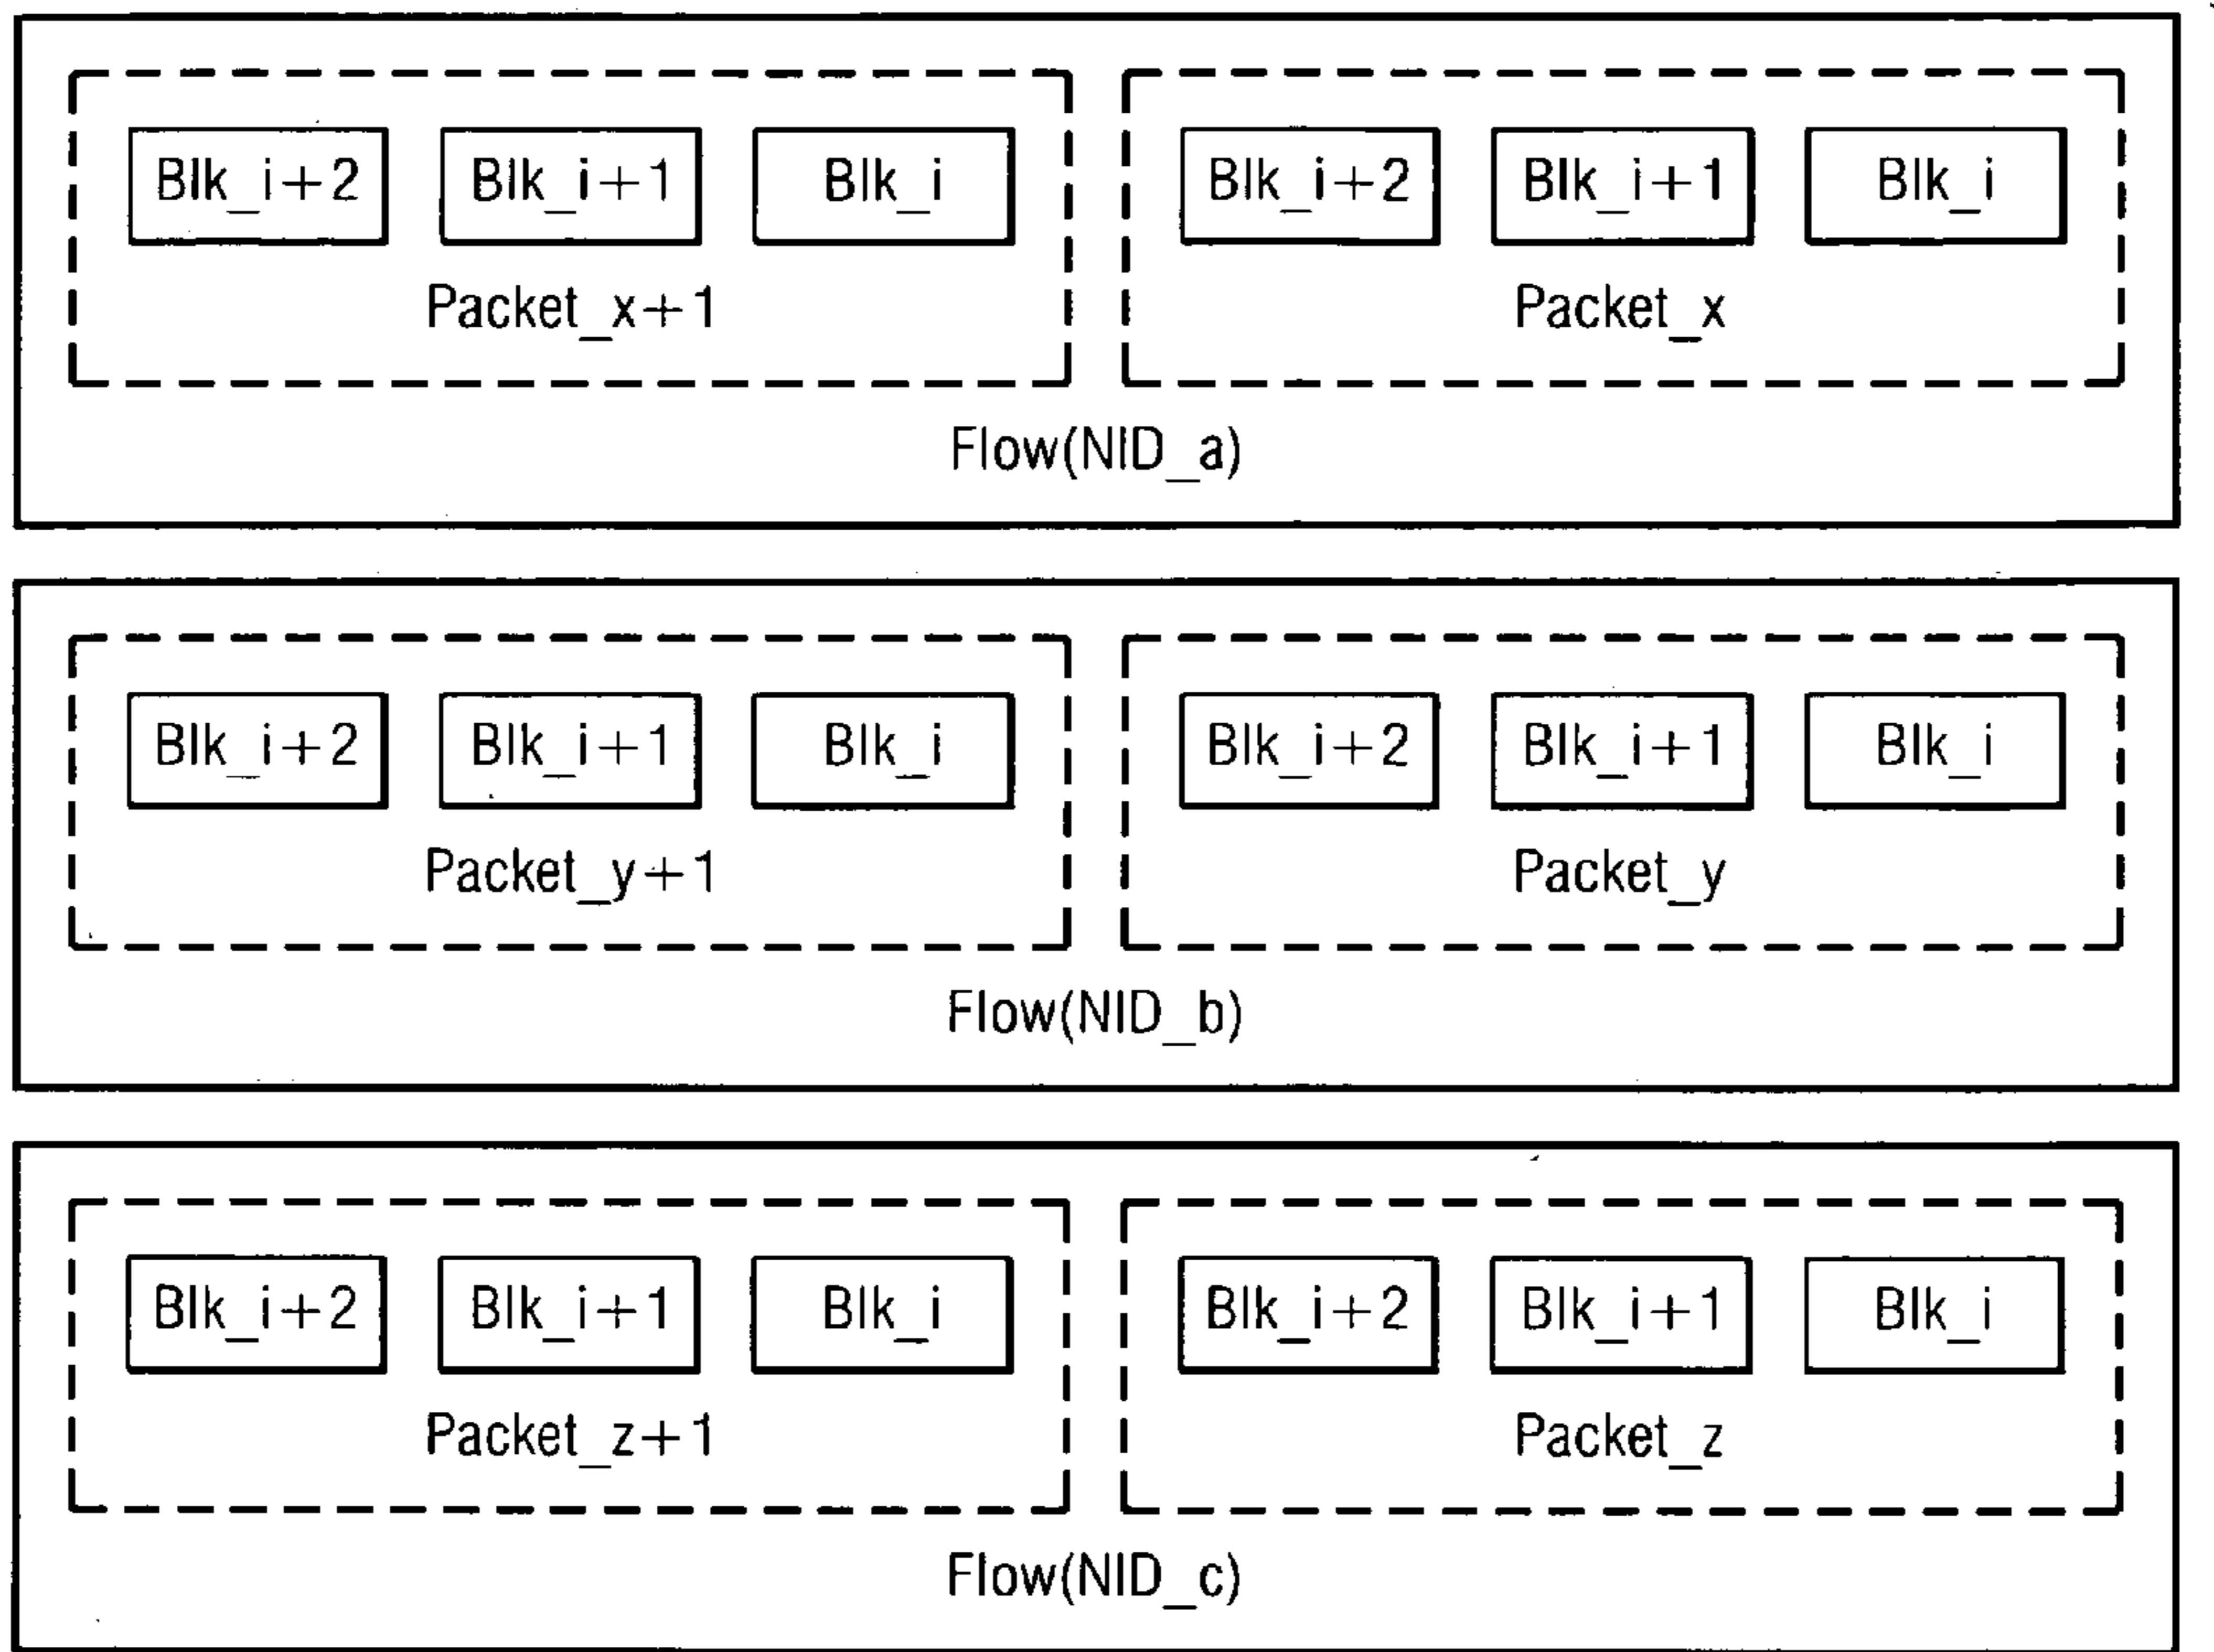 Blk_i+2 Blk_i+1 Blk_i Blk_i+2 Blk_i+1 Blk_i
Packet_x+1 Packet_x
Flow(NID_a)
Blk_i+2 Blk_i+1 Blk_i Blk_i+2 Blk_i+1 Blk_i
Packet_y+1 Packet_y
Flow(NID_b)
Blk_i+2 Blk_i+1 Blk_i Blk_i+2 Blk_i+1 Blk_i
Packet_z+1 Packet_z
Flow(NID_c)